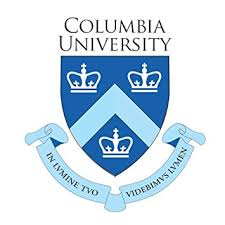 COLUMBIA
UNIVERSITY
IN LVMINE TVO
VIDEBIMVS LVMEN